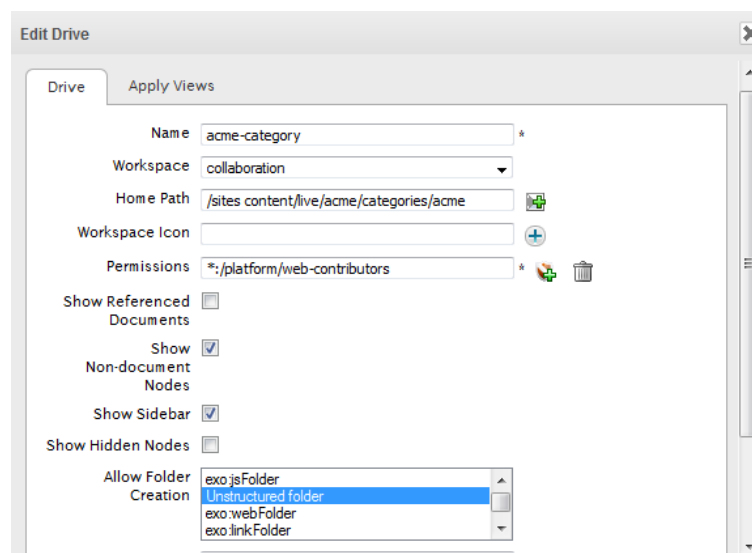 Edit Drive
Drive
Apply Views
Name
acme-category
*
Workspace
collaboration
Home Path
/sites content/live/acme/categories/acme
Workspace Icon
Permissions
*:/platform/web-contributors
*
Show Referenced
Documents
Show
Non-document
Nodes
Show Sidebar
Show Hidden Nodes
Allow Folder
Creation
exo:jsFolder
Unstructured folder
exo:webFolder
exo:linkFolder